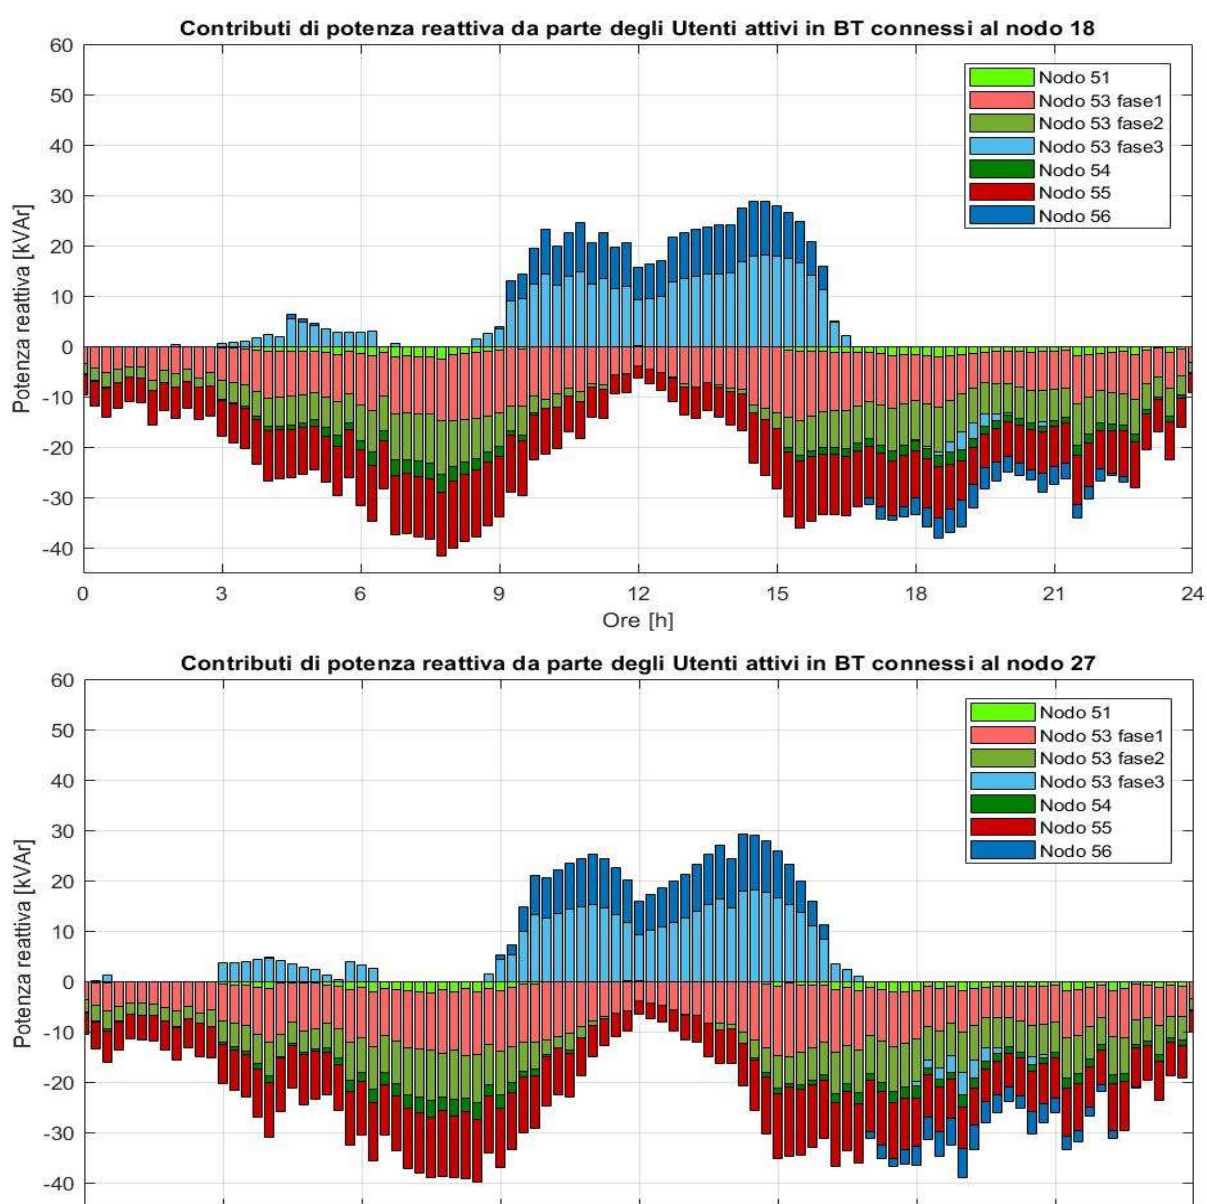 Contributi di potenza reattiva da parte degli Utenti attivi in BT connessi al nodo 18
60
50
40
30
20
10
0
-10
-20
-30
-40
Potenza reattiva [kVAr]
Nodo 51
Nodo 53 fase1
Nodo 53 fase2
Nodo 53 fase3
Nodo 54
Nodo 55
Nodo 56
0 3 6 9 12 15 18 21 24
Ore [h]
Contributi di potenza reattiva da parte degli Utenti attivi in BT connessi al nodo 27
60
50
40
30
20
10
0
-10
-20
-30
-40
Potenza reattiva [kVAr]
Nodo 51
Nodo 53 fase1
Nodo 53 fase2
Nodo 53 fase3
Nodo 54
Nodo 55
Nodo 56